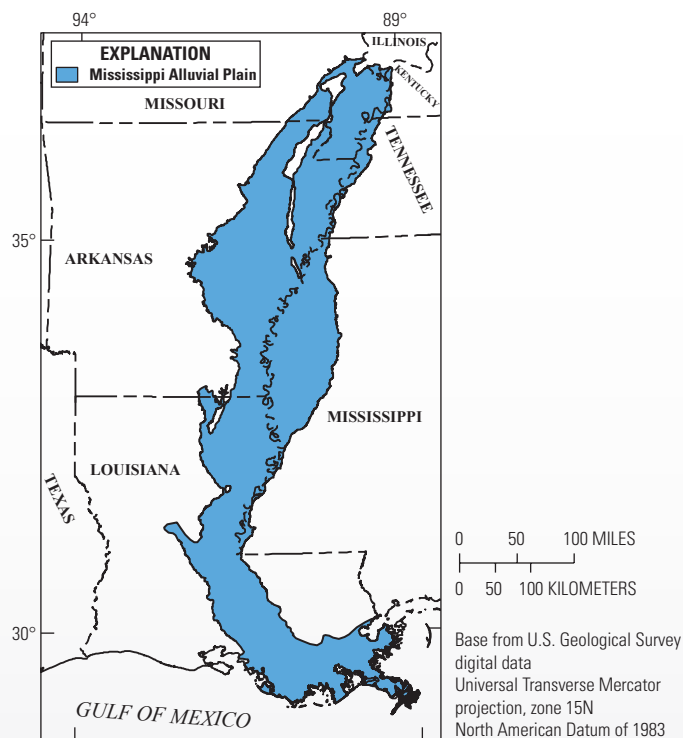 94°
89°
EXPLANATION
Mississippi Alluvial Plain
ILLINOIS
KENTUCKY
MISSOURI
TENNESSEE
35°
ARKANSAS
MISSISSIPPI
LOUISIANA
TEXAS
0 50 100 MILES
0 50 100 KILOMETERS
30°
Base from U.S. Geological Survey
digital data
Universal Transverse Mercator
projection, zone 15N
North American Datum of 1983
GULF OF MEXICO